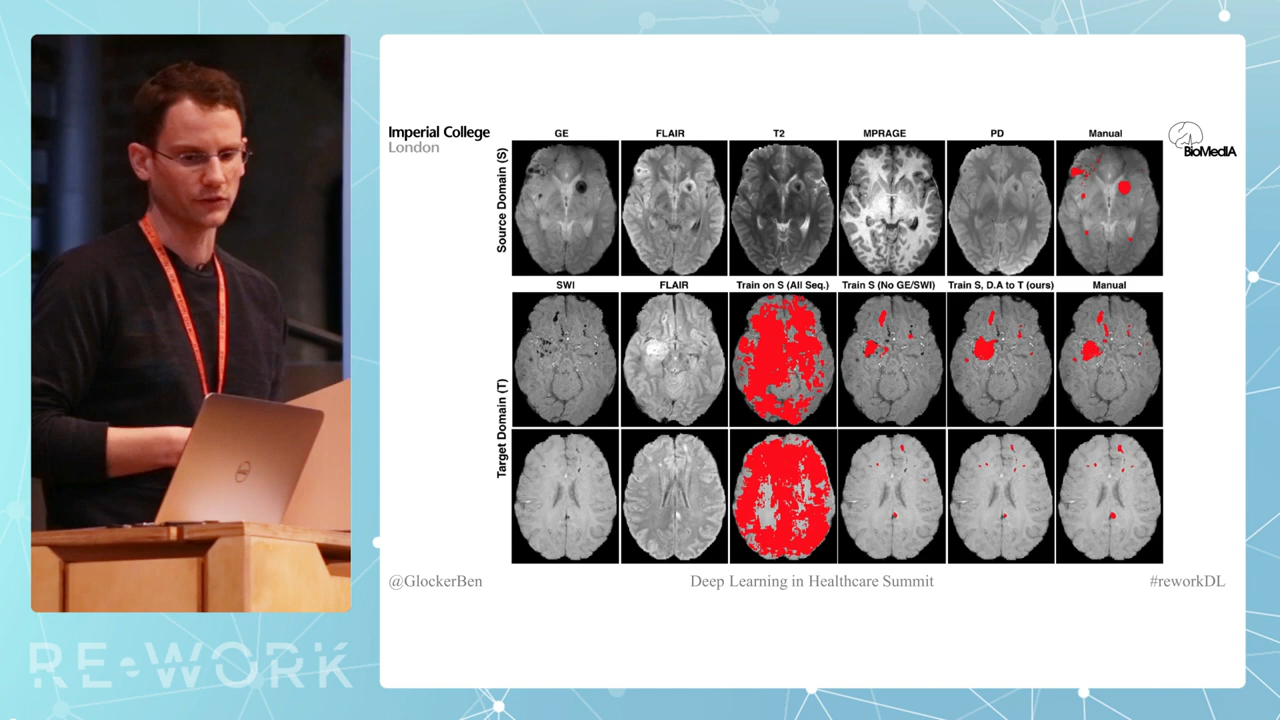 Imperial College
London
BioMedIA
GE FLAIR T2 MPRAGE PD Manual
Source Domain (S)
SWI FLAIR Train on S (All Seq.) Train S (No GE/SWI) Train S, D.A to T (ours) Manual
Target Domain (T)
@GlockerBen Deep Learning in Healthcare Summit #reworkDL
RE•WORK